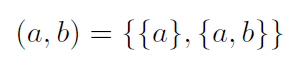 (a, b) = {{a}, {a, b}}